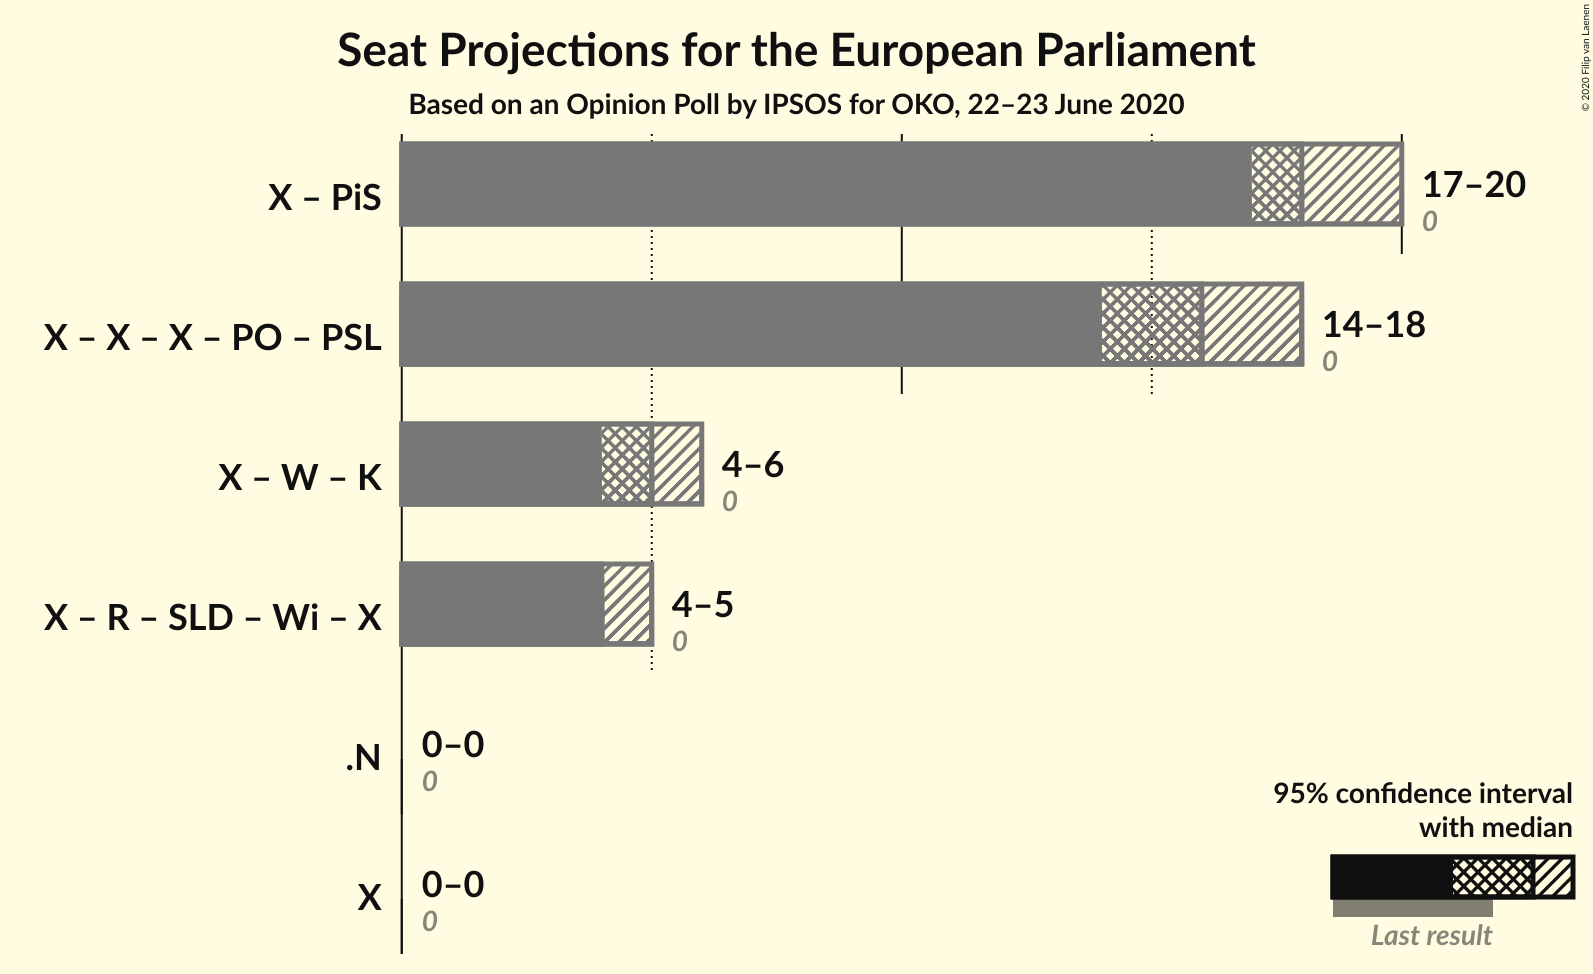 Seat Projections for the European Parliament
Based on an Opinion Poll by IPSOS for OKO, 22–23 June 2020
© 2020 Filip van Laenen
X – PiS
17–20
0
X – X – X – PO – PSL
14–18
0
X – W – K
4–6
0
X – R – SLD – Wi – X
4–5
0
.N
0–0
0
X
0–0
0
95% confidence interval
with median
Last result